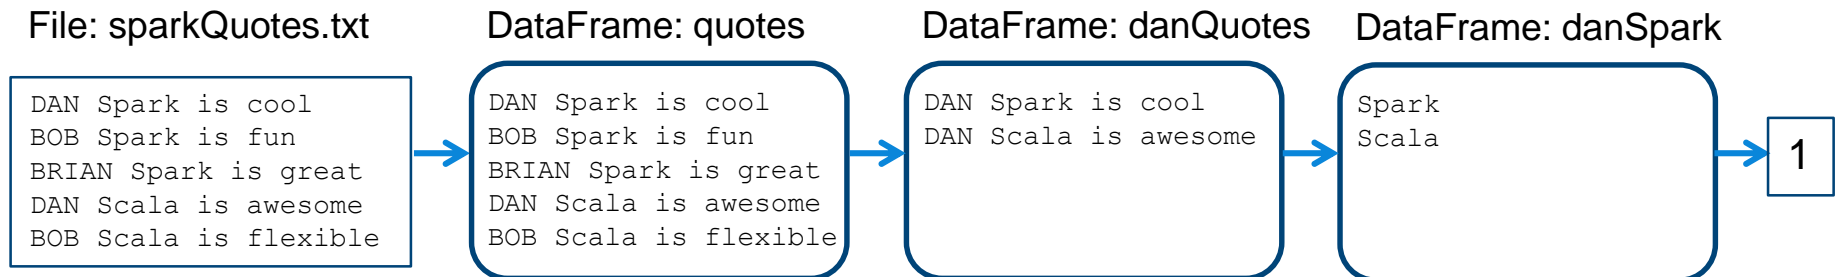 File: sparkQuotes.txt
DAN Spark is cool
BOB Spark is fun
BRIAN Spark is great
DAN Scala is awesome
BOB Scala is flexible
DataFrame: quotes
DAN Spark is cool
BOB Spark is fun
BRIAN Spark is great
DAN Scala is awesome
BOB Scala is flexible
DataFrame: danQuotes
DAN Spark is cool
DAN Scala is awesome
DataFrame: danSpark
Spark
Scala
1